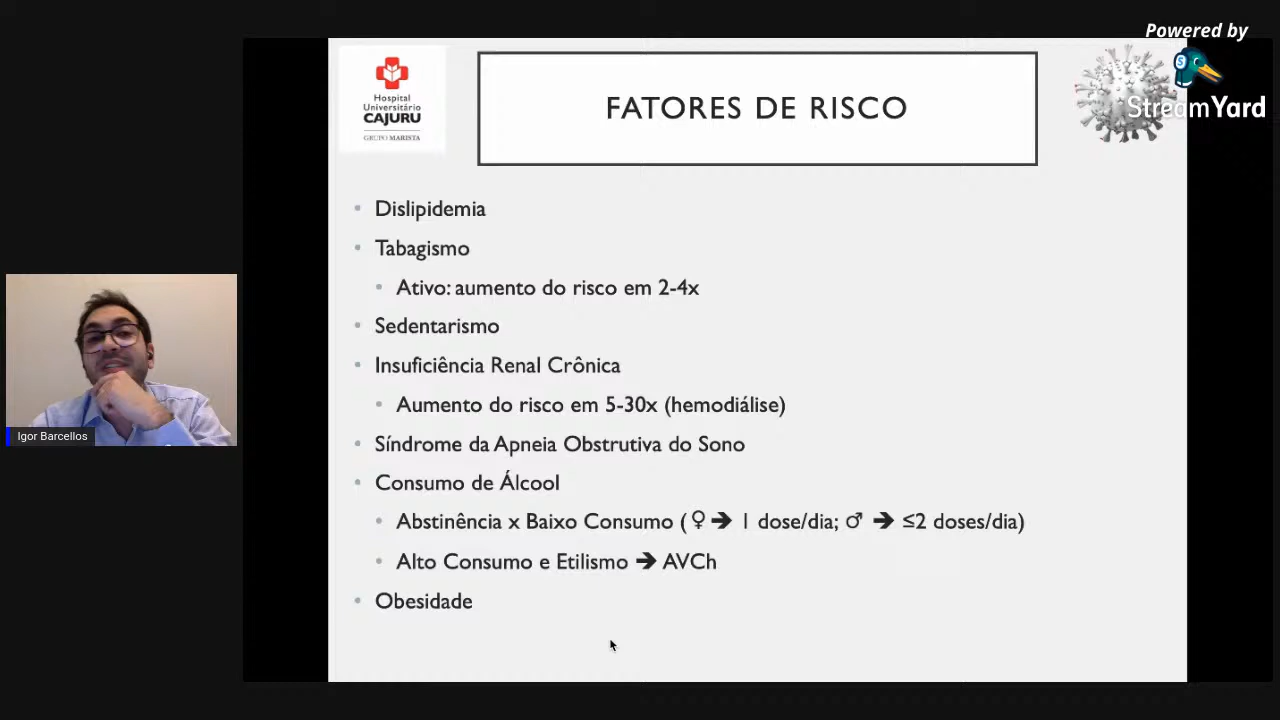 Powered by
StreamYard
Hospital
Universitário
CAJURU
GRUPO MARISTA
FATORES DE RISCO
• Dislipidemia
• Tabagismo
• Ativo: aumento do risco em 2-4x
• Sedentarismo
• Insuficiência Renal Crônica
• Aumento do risco em 5-30x (hemodiálise)
• Síndrome da Apneia Obstrutiva do Sono
• Consumo de Álcool
• Abstinência x Baixo Consumo (♀ ➔ 1 dose/dia; ♂ ➔ ≤2 doses/dia)
• Alto Consumo e Etilismo ➔ AVCh
• Obesidade
Igor Barcellos